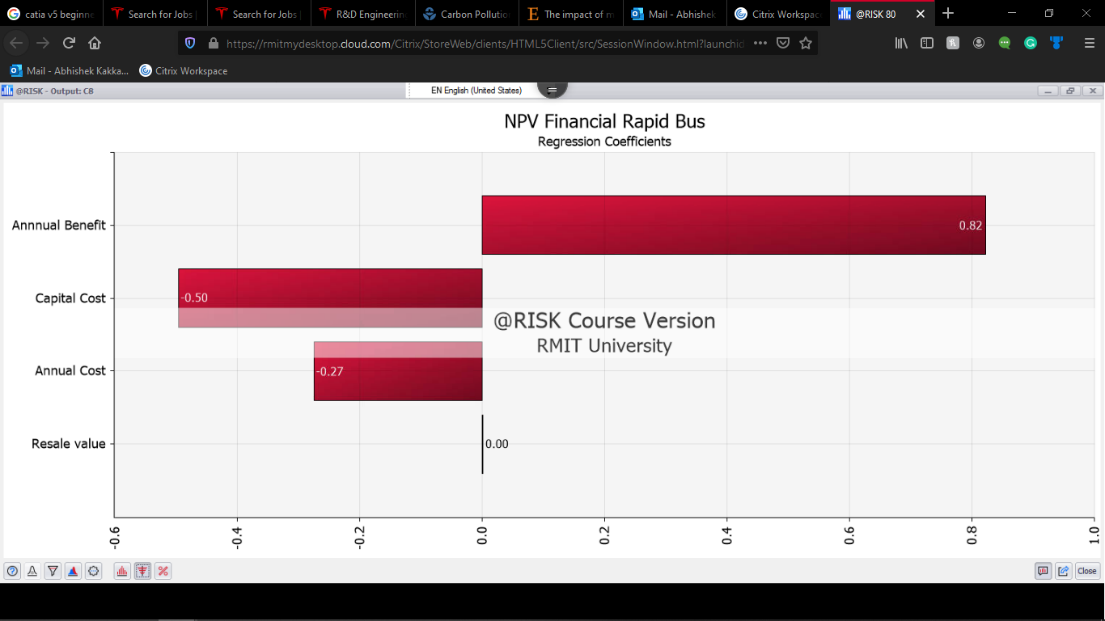 catia v5 beginne
Search for Jobs |
Search for Jobs |
R&D Engineerin
Carbon Pollutio
The impact of m
Mail - Abhishek
Citrix Workspac
@RISK 80
https://rmitmydesktop.cloud.com/Citrix/StoreWeb/clients/HTML5Client/src/SessionWindow.html?launchid
Mail - Abhishek Kakka...
Citrix Workspace
@RISK - Output: C8
EN English (United States)
NPV Financial Rapid Bus
Regression Coefficients
Annnual Benefit
0.82
Capital Cost
-0.50
@RISK Course Version
RMIT University
Annual Cost
-0.27
Resale value
0.00
-0.6
-0.4
-0.2
0.0
0.2
0.4
0.6
0.8
1.0
Close